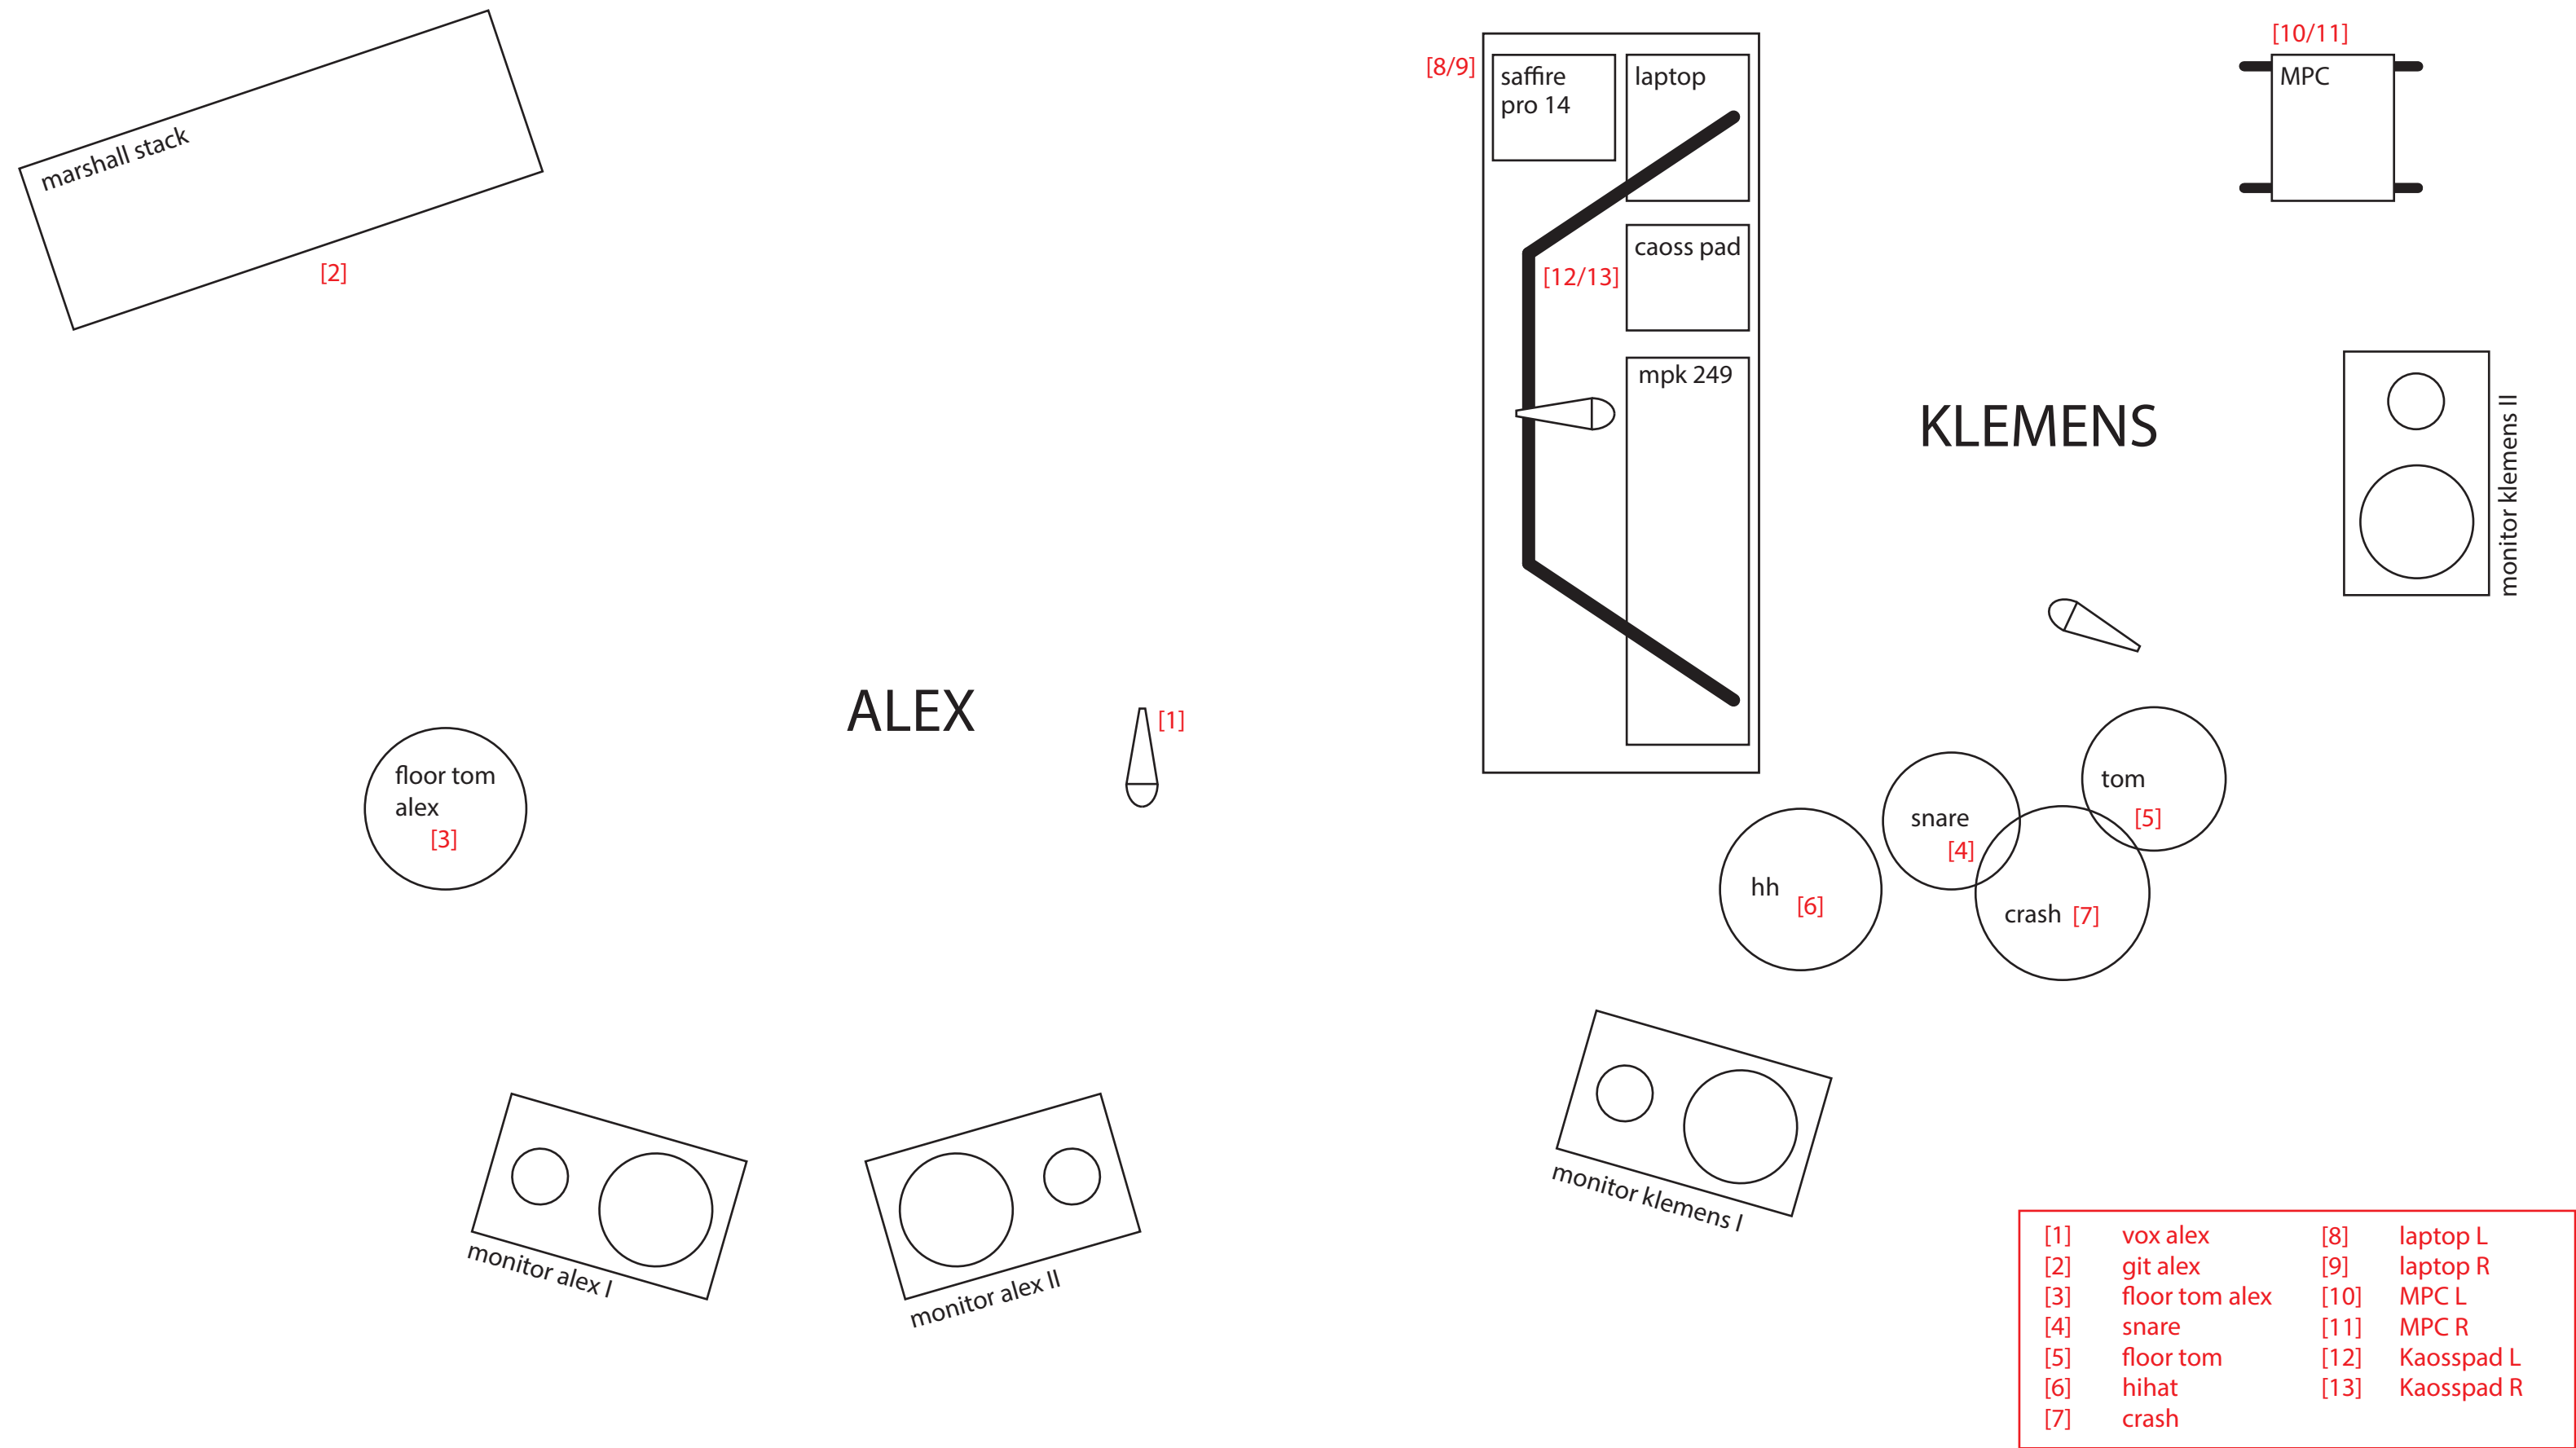 [10/11]
[8/9]
saffire
pro 14
laptop
MPC
marshall stack
[2]
caoss pad
[12/13]
mpk 249
KLEMENS
monitor klemens II
ALEX
[1]
floor tom
alex
[3]
tom
[5]
snare
[4]
hh
[6]
crash [7]
monitor klemens I
monitor alex I
monitor alex II
[1] vox alex [8] laptop L
[2] git alex [9] laptop R
[3] floor tom alex [10] MPC L
[4] snare [11] MPC R
[5] floor tom [12] Kaosspad L
[6] hihat [13] Kaosspad R
[7] crash